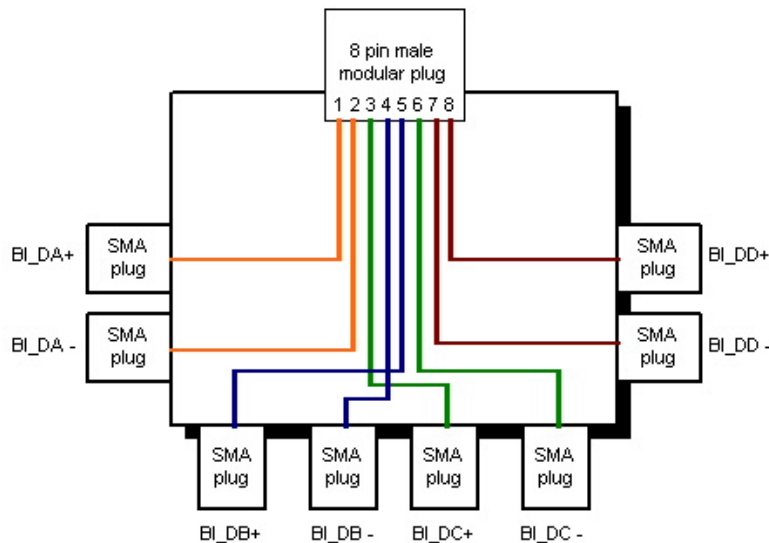 8 pin male
modular plug
1 2 3 4 5 6 7 8
BI_DA+
SMA
plug
SMA
plug
BI_DD+
BI_DA -
SMA
plug
SMA
plug
BI_DD -
SMA
plug
SMA
plug
SMA
plug
SMA
plug
BI_DB+
BI_DB -
BI_DC+
BI_DC -